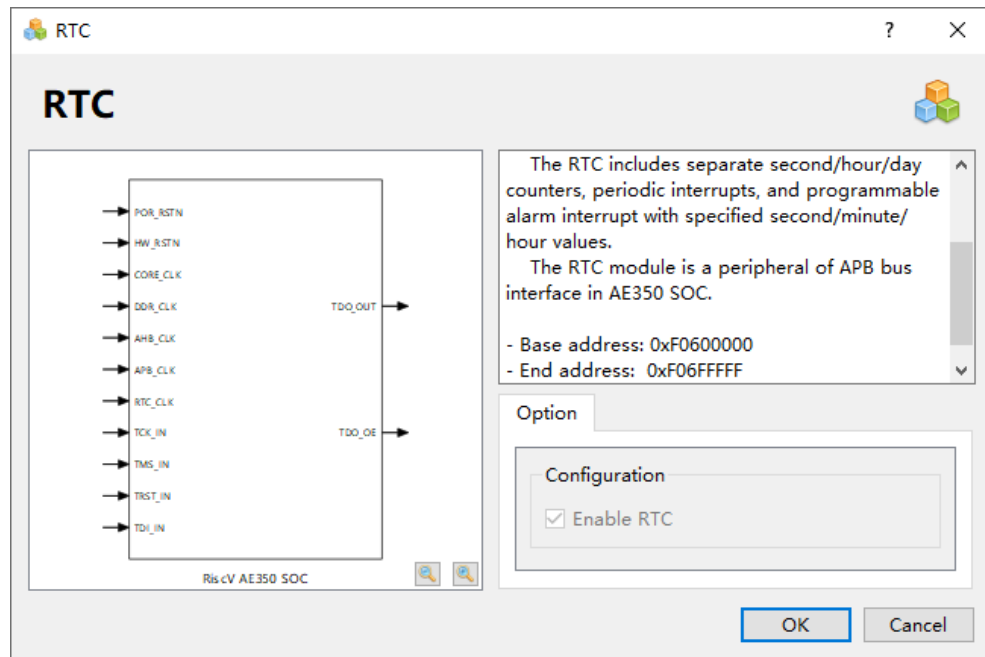 RTC
?
RTC
POR_RSTN
HW_RSTN
CORE_CLK
DDR_CLK
TDO_OUT
AHB_CLK
APB_CLK
RTC_CLK
TCK_IN
TDO_OE
TMS_IN
TRST_IN
TDI_IN
RiscV AE350 SOC
The RTC includes separate second/hour/day
counters, periodic interrupts, and programmable
alarm interrupt with specified second/minute/
hour values.
The RTC module is a peripheral of APB bus
interface in AE350 SOC.
- Base address: 0xF0600000
- End address:  0xF06FFFFF
Option
Configuration
Enable RTC
OK
Cancel